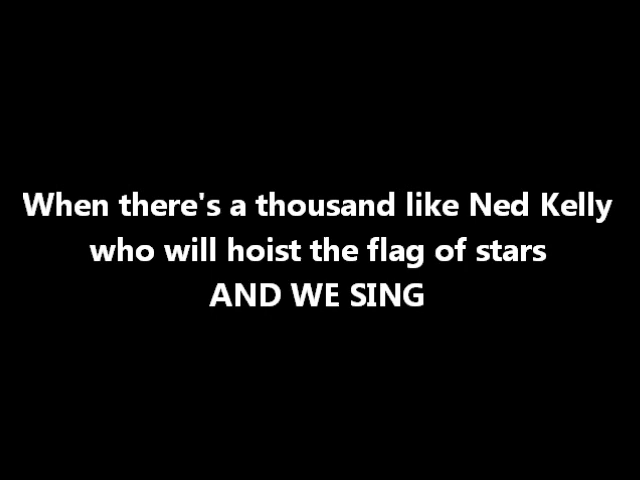 When there's a thousand like Ned Kelly
who will hoist the flag of stars
AND WE SING